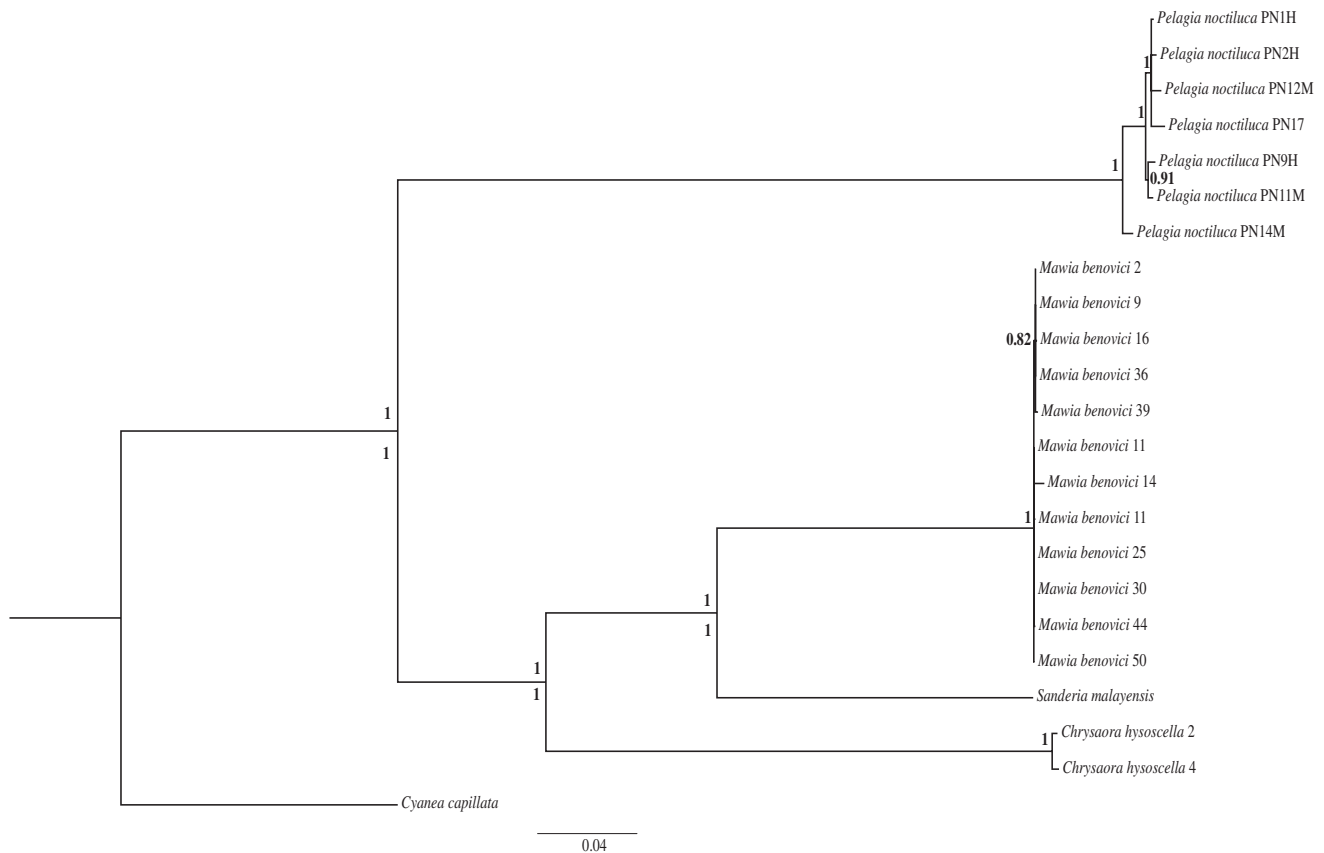 Pelagia noctiluca PN1H
Pelagia noctiluca PN2H
1
Pelagia noctiluca PN12M
1
Pelagia noctiluca PN17
1
Pelagia noctiluca PN9H
0.91
Pelagia noctiluca PN11M
Pelagia noctiluca PN14M
Mawia benovici 2
Mawia benovici 9
0.82
Mawia benovici 16
Mawia benovici 36
Mawia benovici 39
1
Mawia benovici 11
1
Mawia benovici 14
1
Mawia benovici 11
Mawia benovici 25
Mawia benovici 30
1
Mawia benovici 44
1
Mawia benovici 50
1
1
Sanderia malayensis
1
Chrysaora hysoscella 2
Chrysaora hysoscella 4
Cyanea capillata
0.04